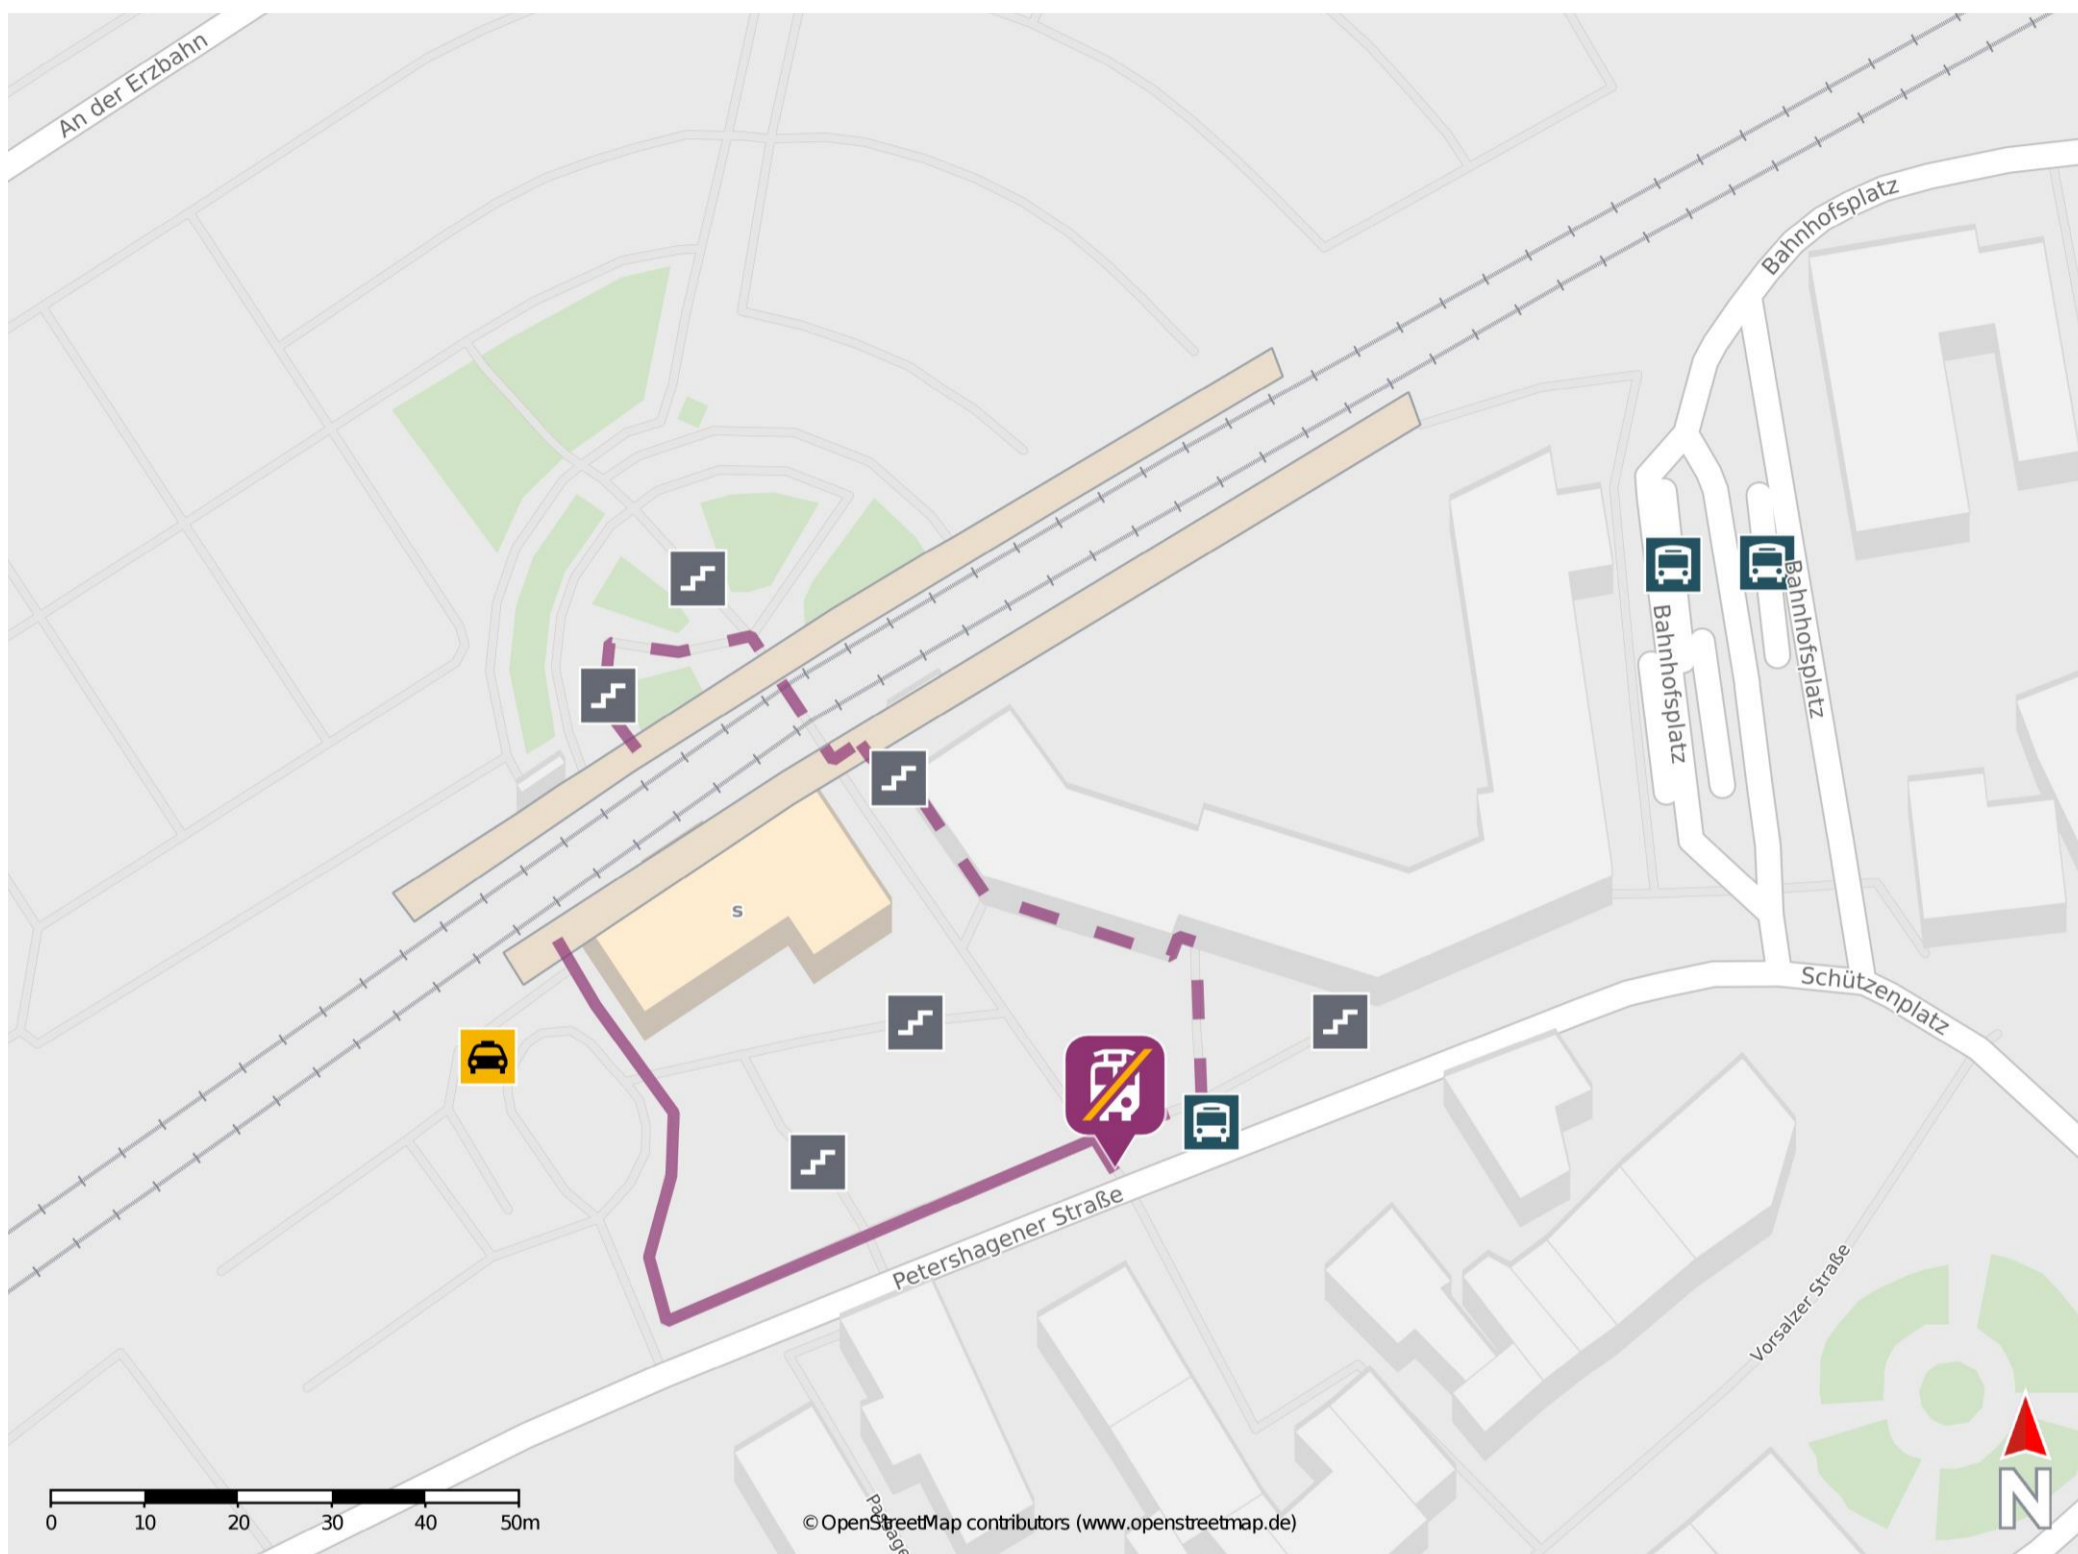 An der Erzbahn
Bahnhofsplatz
Bahnhofsplatz
Bahnhofsplatz
S
Schützenplatz
Petershagener Straße
Vorsalzer Straße
N
0 10 20 30 40 50m
© OpenStreetMap contributors (www.openstreetmap.de)